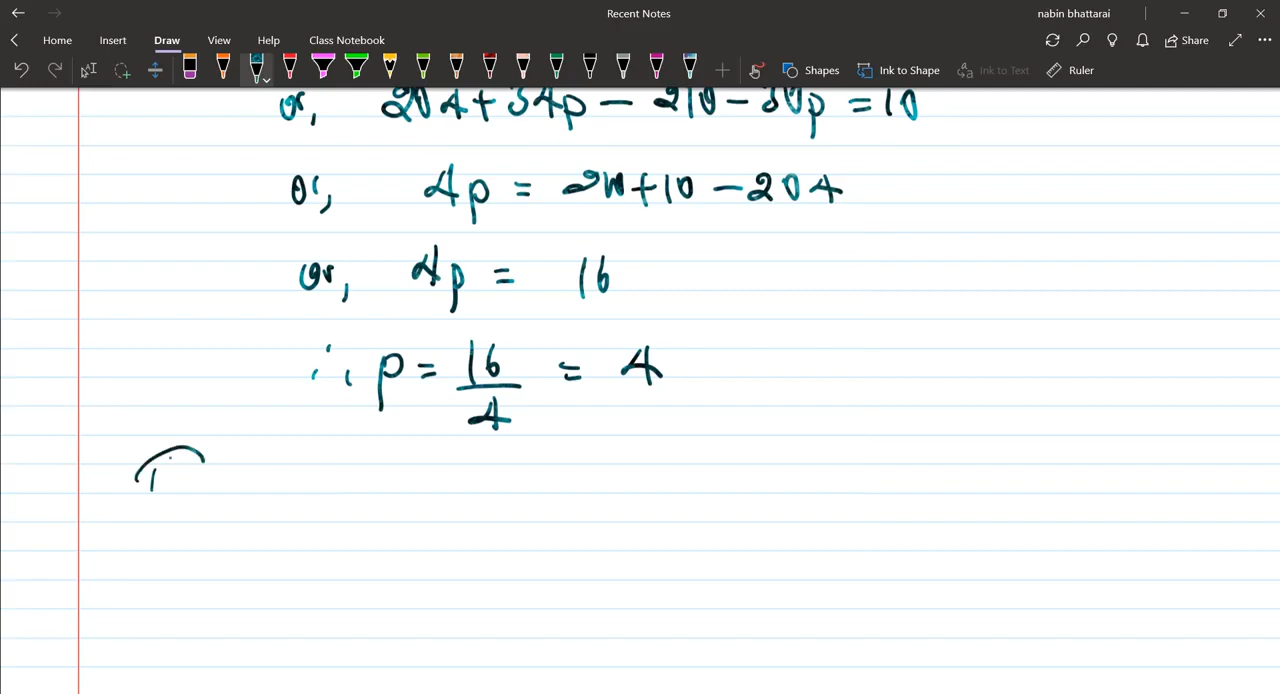 Recent Notes
nabin bhattarai
Home Insert Draw View Help Class Notebook
Share
Shapes Ink to Shape Ink to Text Ruler
or, 204 + 34p - 210 - 30p = 10
or, 4p = 210 + 10 - 204
or, 4p = 16
∴ p = 16/4 = 4